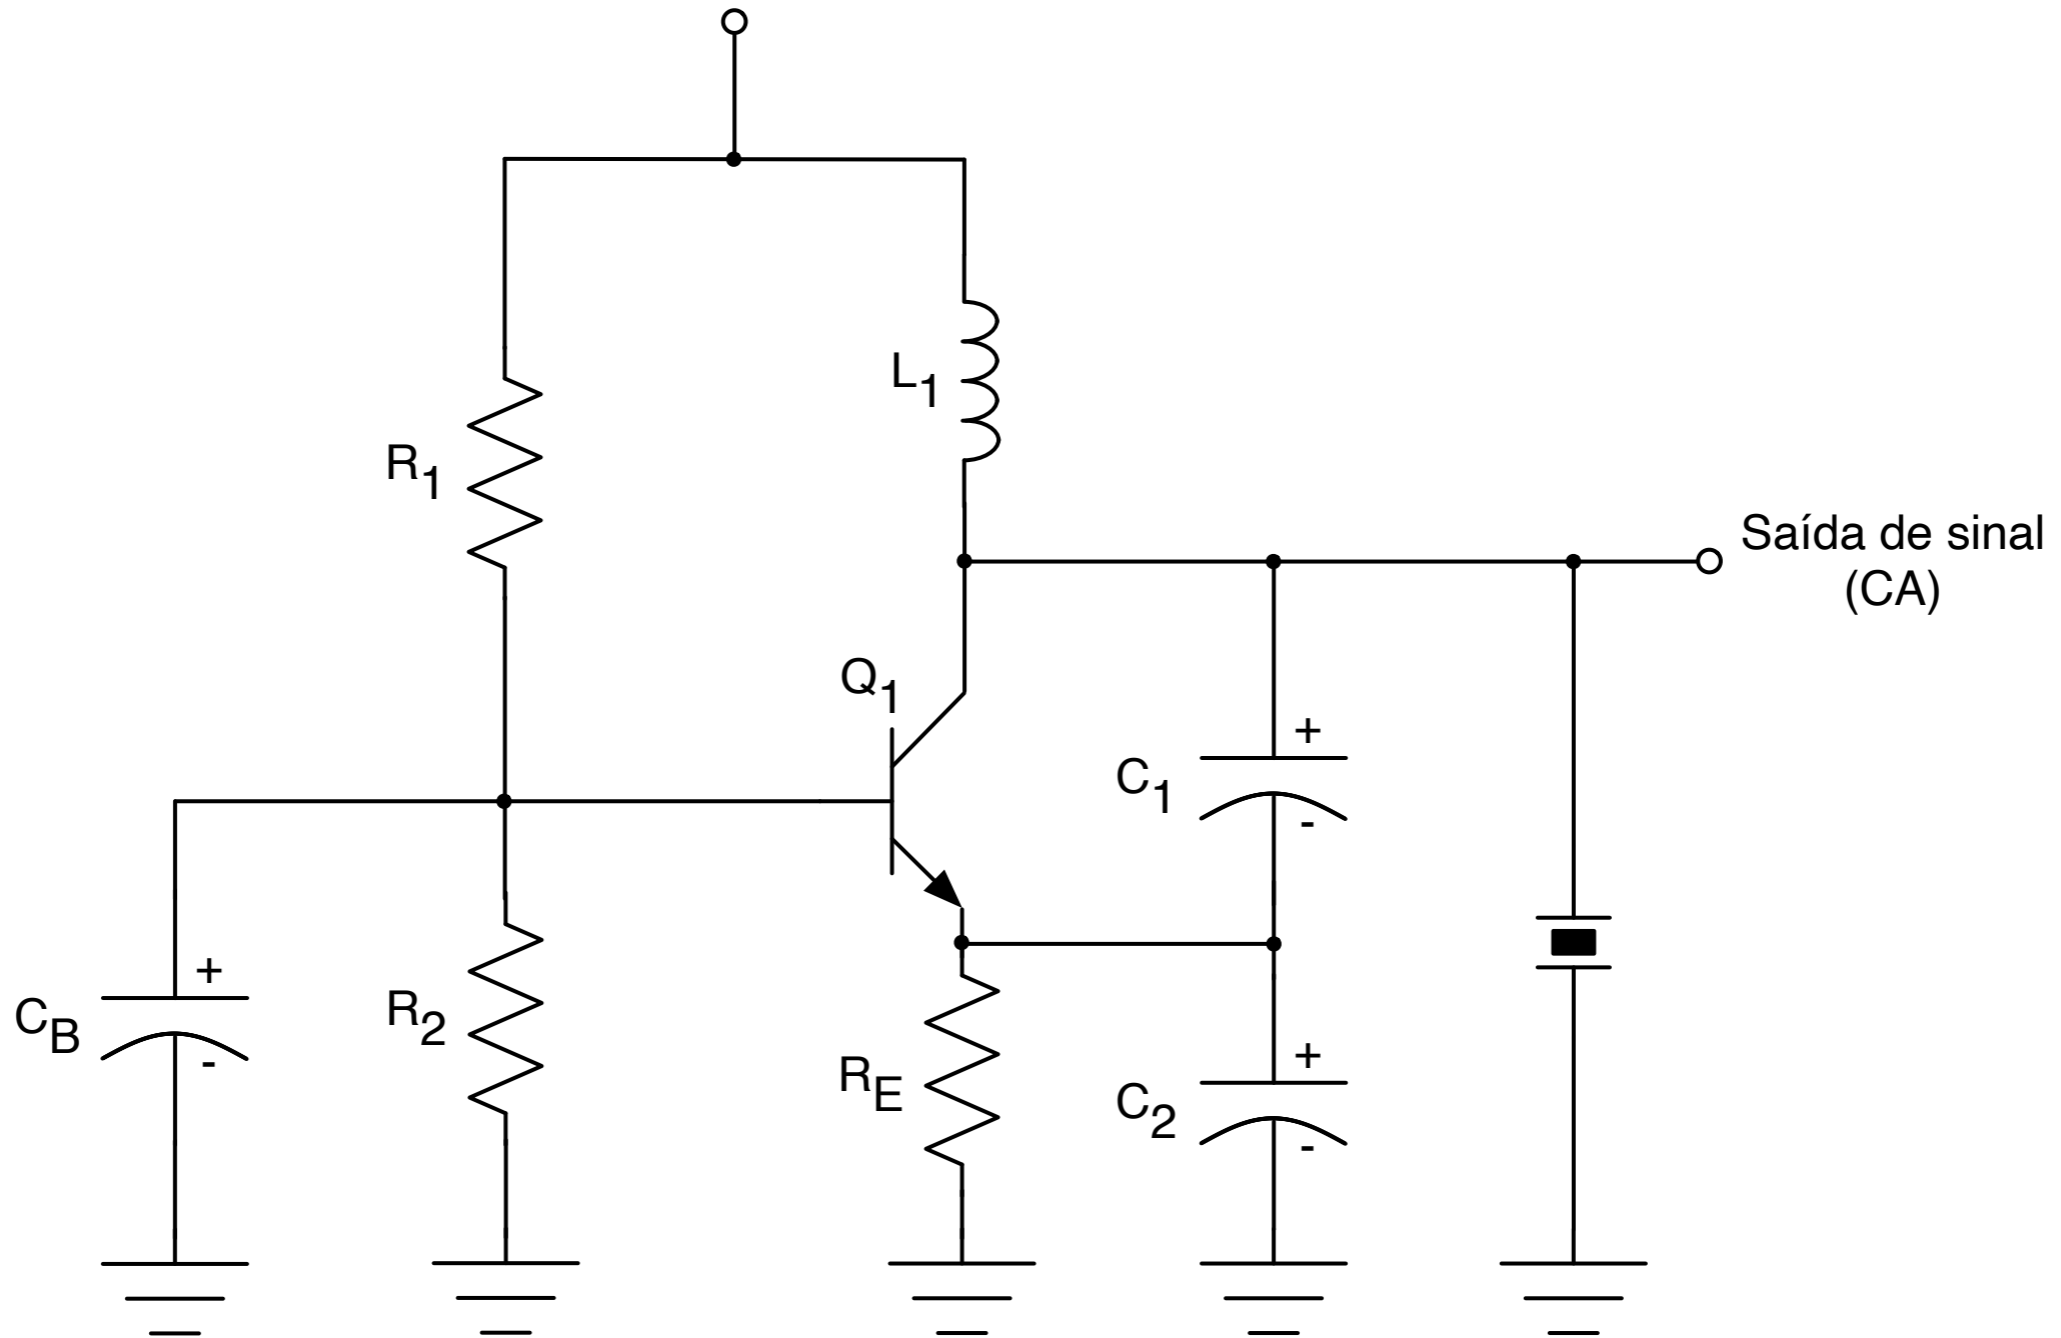 L1
R1
Saída de sinal
(CA)
Q1
+
C1
-
+
CB
-
R2
RE
+
C2
-